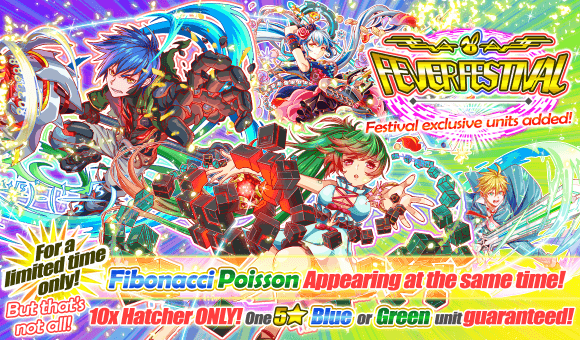 FEVER FESTIVAL
Festival exclusive units added!
For a
limited time
only!
Fibonacci Poisson Appearing at the same time!
But that's
not all!
10x Hatcher ONLY! One 5★ Blue or Green unit guaranteed!